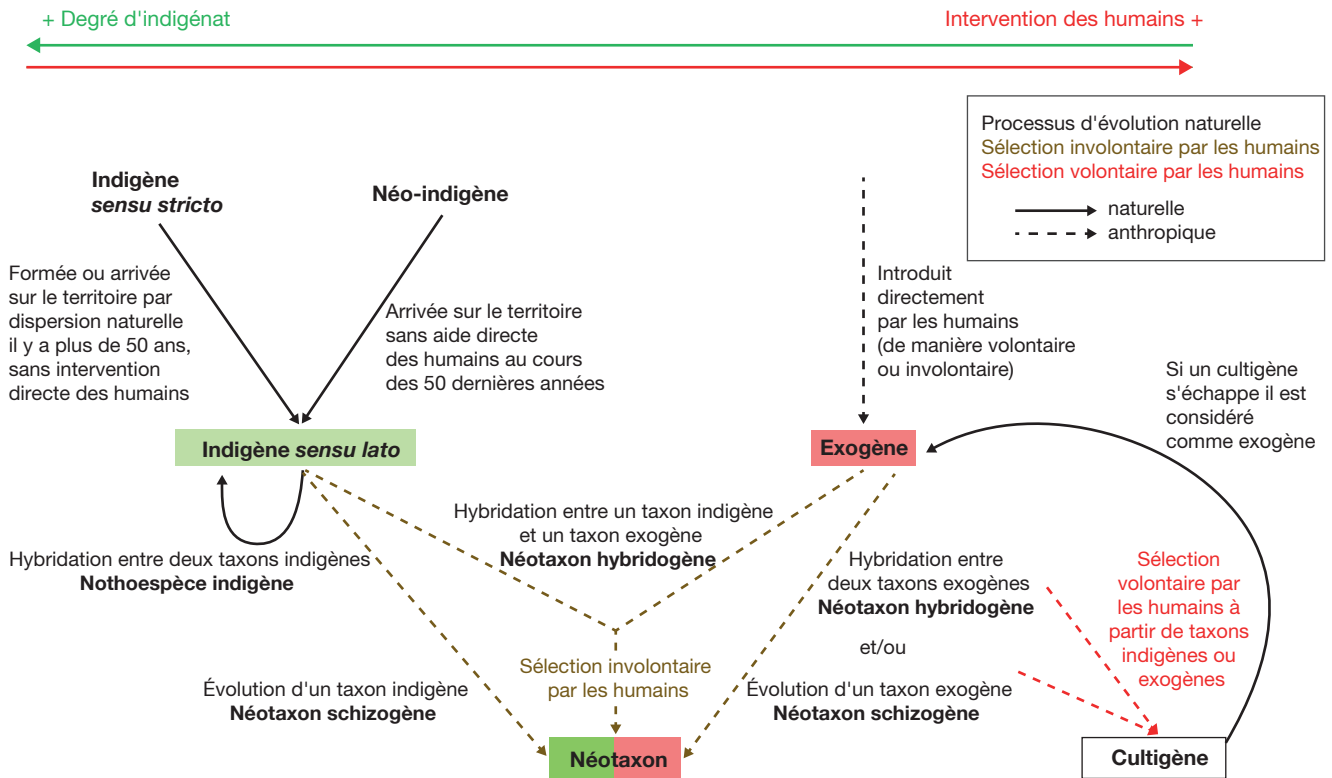 + Degré d'indigénat
Intervention des humains +
Processus d'évolution naturelle
Sélection involontaire par les humains
Sélection volontaire par les humains
naturelle
anthropique
Indigène
sensu stricto
Néo-indigène
Formée ou arrivée
sur le territoire par
dispersion naturelle
il y a plus de 50 ans,
sans intervention
directe des humains
Arrivée sur le territoire
sans aide directe
des humains au cours
des 50 dernières années
Introduit
directement
par les humains
(de manière volontaire
ou involontaire)
Si un cultigène
s'échappe il est
considéré
comme exogène
Indigène sensu lato
Exogène
Hybridation entre un taxon indigène
et un taxon exogène
Néotaxon hybridogène
Hybridation entre deux taxons indigènes
Nothoespèce indigène
Hybridation entre
deux taxons exogènes
Néotaxon hybridogène
et/ou
Sélection
volontaire par
les humains à
partir de taxons
indigènes ou
exogènes
Sélection involontaire
par les humains
Évolution d'un taxon indigène
Néotaxon schizogène
Évolution d'un taxon exogène
Néotaxon schizogène
Néotaxon
Cultigène